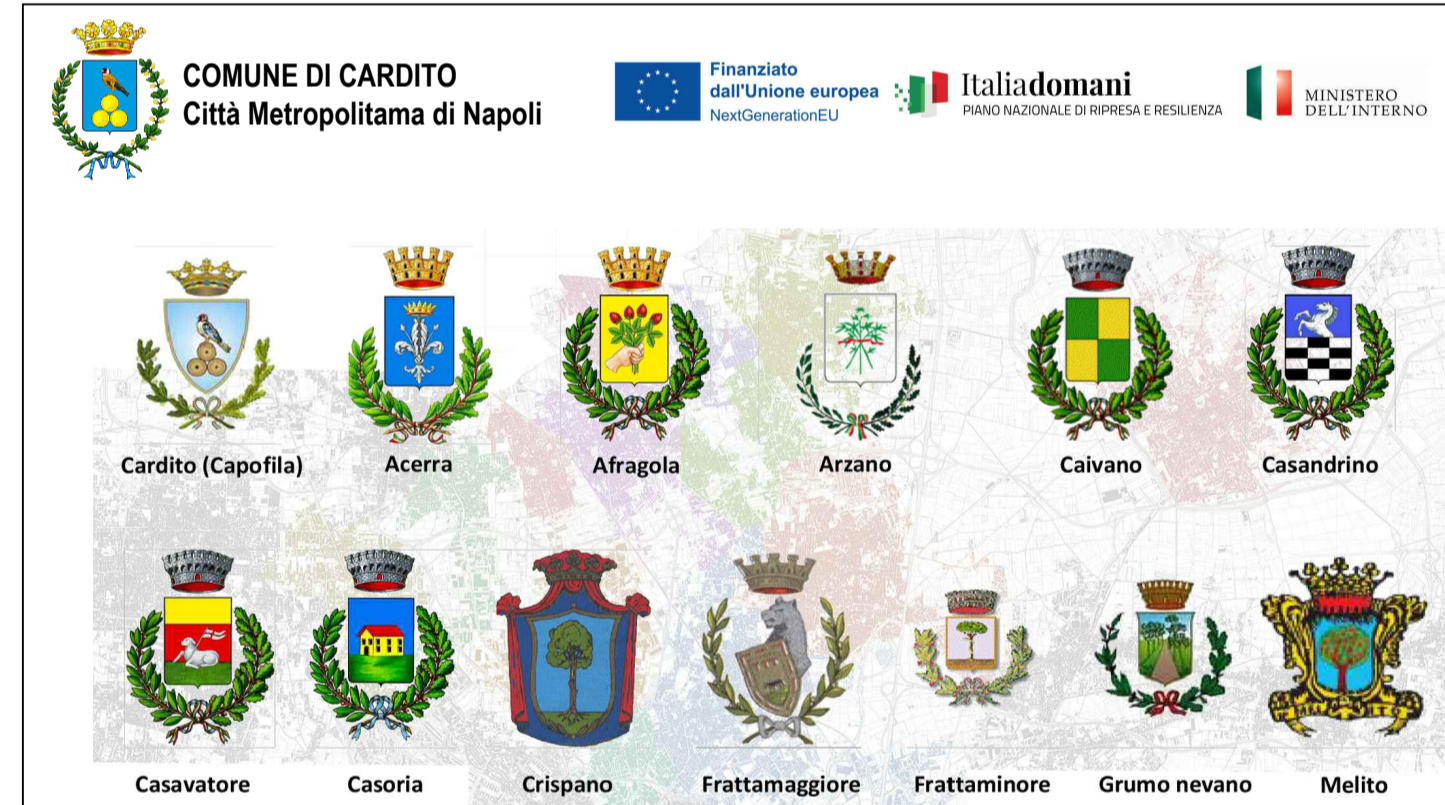 COMUNE DI CARDITO
Città Metropolitama di Napoli
Finanziato
dall'Unione europea
NextGenerationEU
Italiadomani
PIANO NAZIONALE DI RIPRESA E RESILIENZA
MINISTERO
DELL'INTERNO
Cardito (Capofila) Acerra Afragola Arzano Caivano Casandrino
Casavatore Casoria Crispano Frattamaggiore Frattaminore Grumo nevano Melito